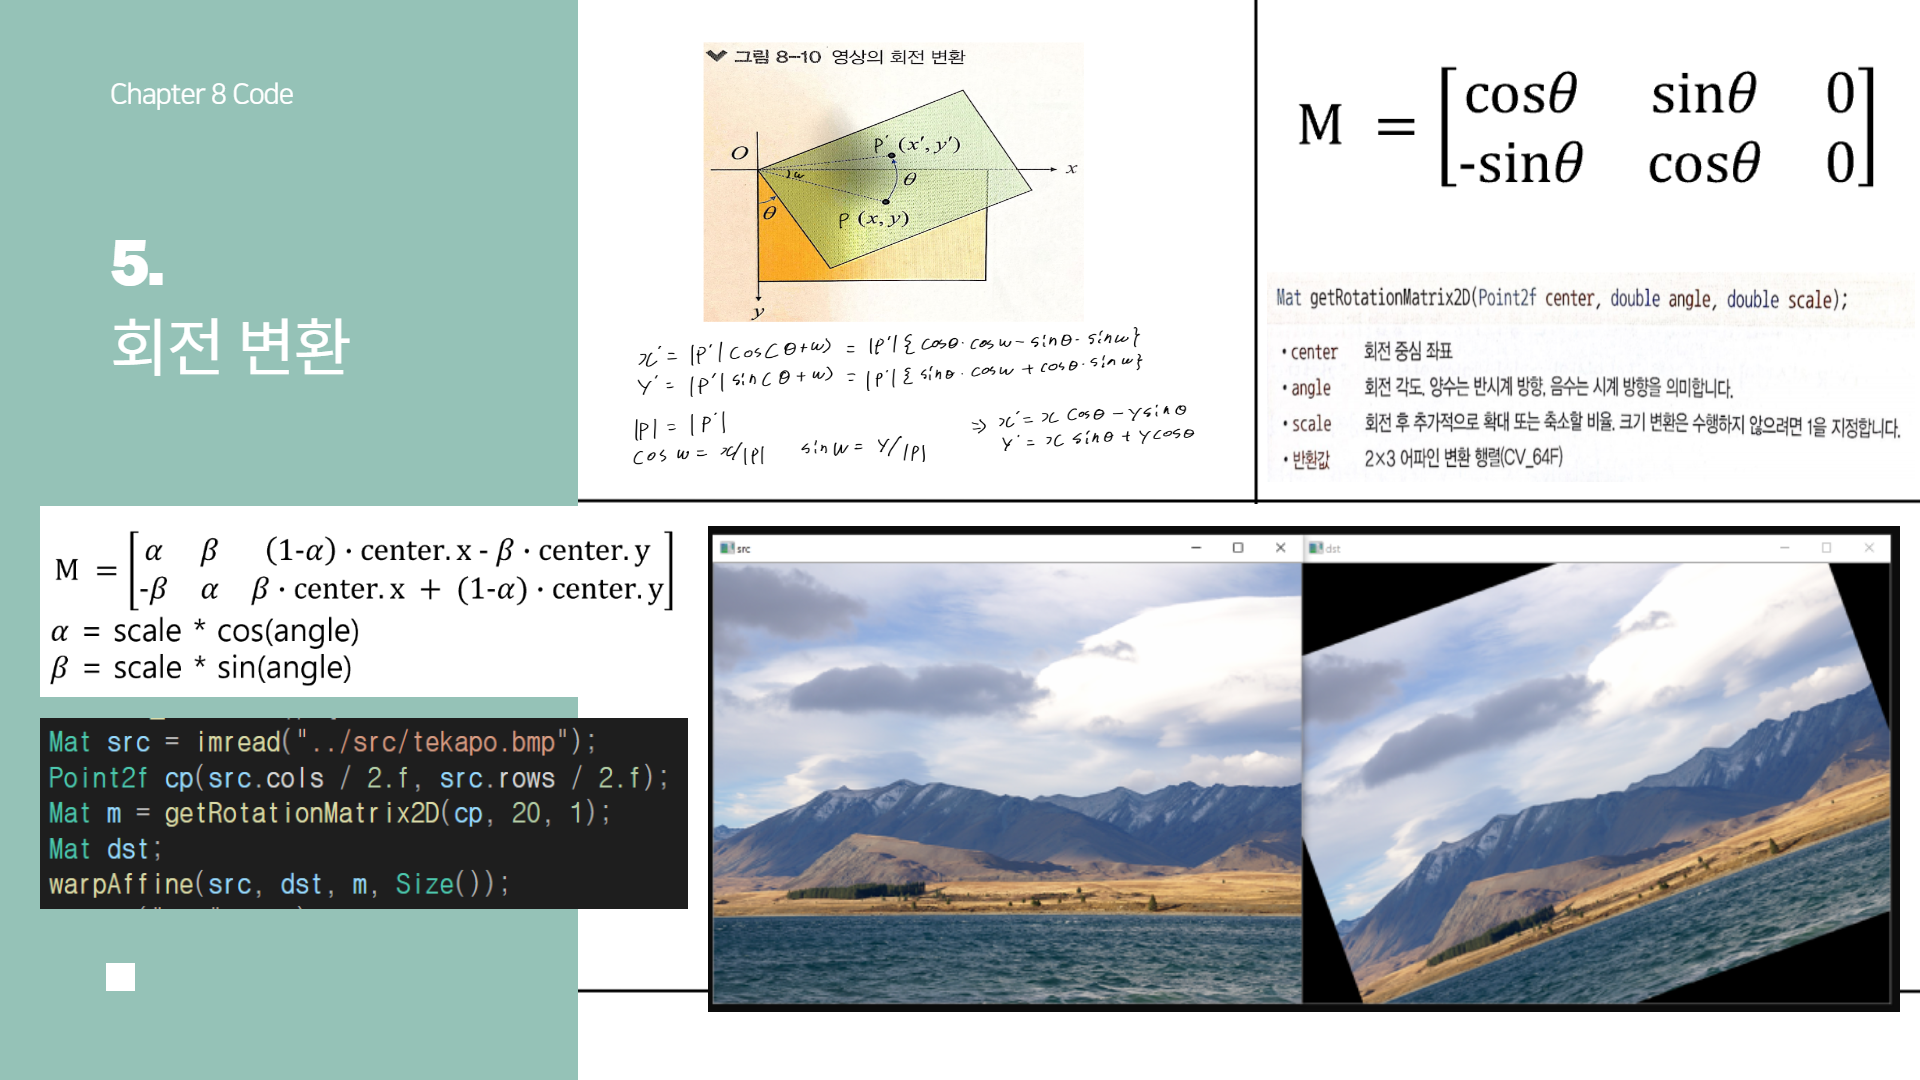 Chapter 8 Code
5.
회전 변환
그림 8-10 영상의 회전 변환
O
P′ (x′, y′)
x
w
θ
θ
P (x, y)
y
x′ = |P′| cos(θ+w) = |P′|{cosθ·cosw − sinθ·sinw}
y′ = |P′| sin(θ+w) = |P′|{sinθ·cosw + cosθ·sinw}
|P| = |P′|
cos w = x/|P| sin w = y/|P|
⇒ x′ = x cosθ − y sinθ
y′ = x sinθ + y cosθ
M = [cosθ sinθ 0
-sinθ cosθ 0]
Mat getRotationMatrix2D(Point2f center, double angle, double scale);
• center 회전 중심 좌표
• angle 회전 각도. 양수는 반시계 방향, 음수는 시계 방향을 의미합니다.
• scale 회전 후 추가적으로 확대 또는 축소할 비율. 크기 변환은 수행하지 않으려면 1을 지정합니다.
• 반환값 2×3 어파인 변환 행렬(CV_64F)
M = [α β (1-α) · center. x - β · center. y
-β α β · center. x + (1-α) · center. y]
α = scale * cos(angle)
β = scale * sin(angle)
Mat src = imread("../src/tekapo.bmp");
Point2f cp(src.cols / 2.f, src.rows / 2.f);
Mat m = getRotationMatrix2D(cp, 20, 1);
Mat dst;
warpAffine(src, dst, m, Size());
src
dst